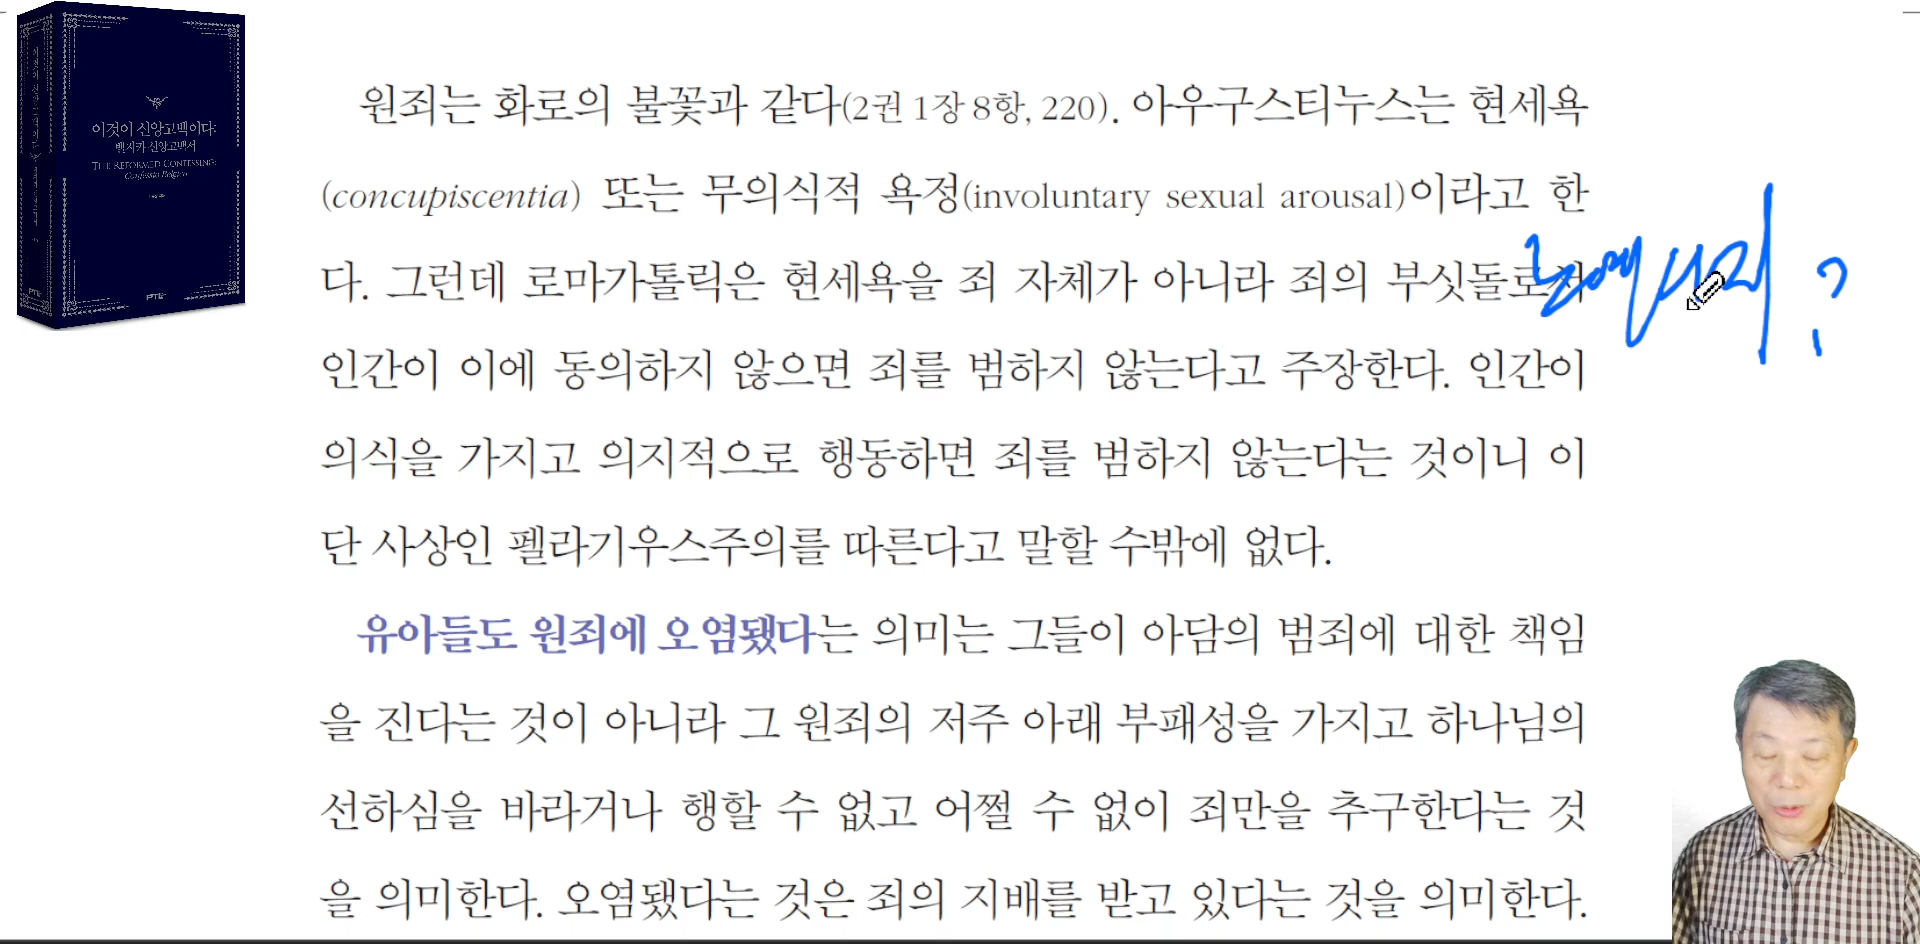 이것이 신앙고백이다:
벨지카 신앙고백서
THE REFORMED CONFESSING:
Confessio Belgica
원죄는 화로의 불꽃과 같다(2권 1장 8항, 220). 아우구스티누스는 현세욕
(concupiscentia) 또는 무의식적 욕정(involuntary sexual arousal)이라고 한
다. 그런데 로마가톨릭은 현세욕을 죄 자체가 아니라 죄의 부싯돌로서
인간이 이에 동의하지 않으면 죄를 범하지 않는다고 주장한다. 인간이
의식을 가지고 의지적으로 행동하면 죄를 범하지 않는다는 것이니 이
단 사상인 펠라기우스주의를 따른다고 말할 수밖에 없다.
유아들도 원죄에 오염됐다는 의미는 그들이 아담의 범죄에 대한 책임
을 진다는 것이 아니라 그 원죄의 저주 아래 부패성을 가지고 하나님의
선하심을 바라거나 행할 수 없고 어쩔 수 없이 죄만을 추구한다는 것
을 의미한다. 오염됐다는 것은 죄의 지배를 받고 있다는 것을 의미한다.